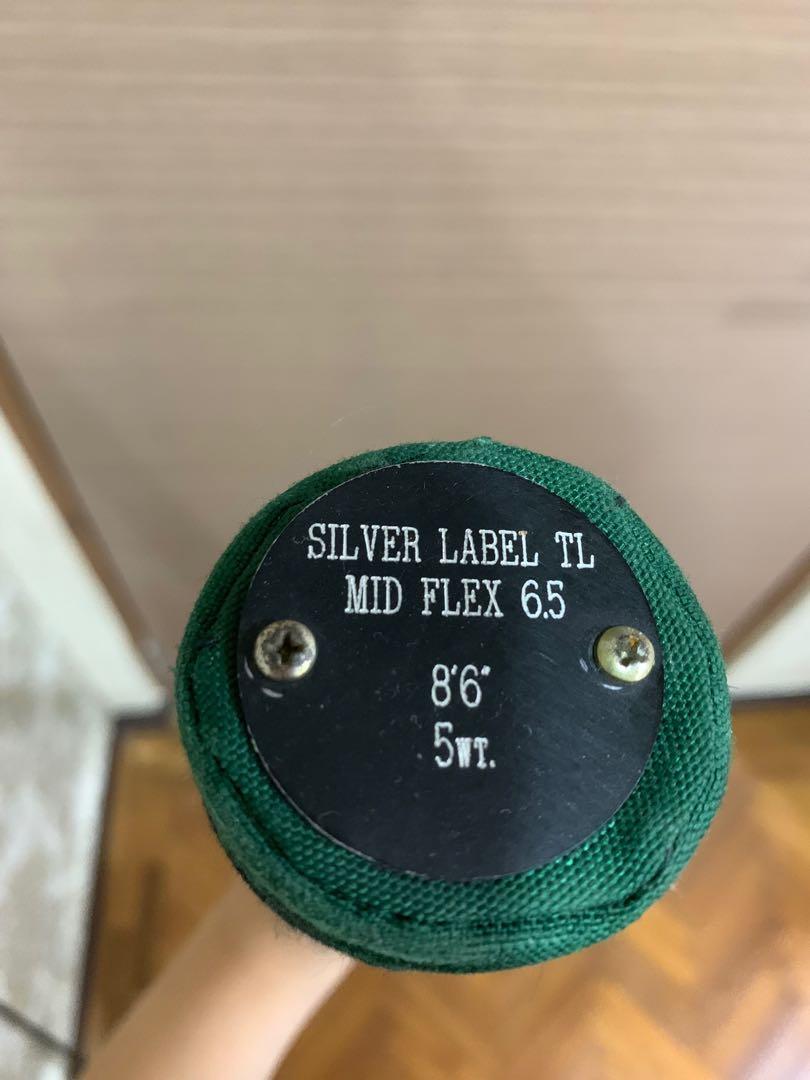 SILVER LABEL TL
MID FLEX 6.5
8'6"
5WT.